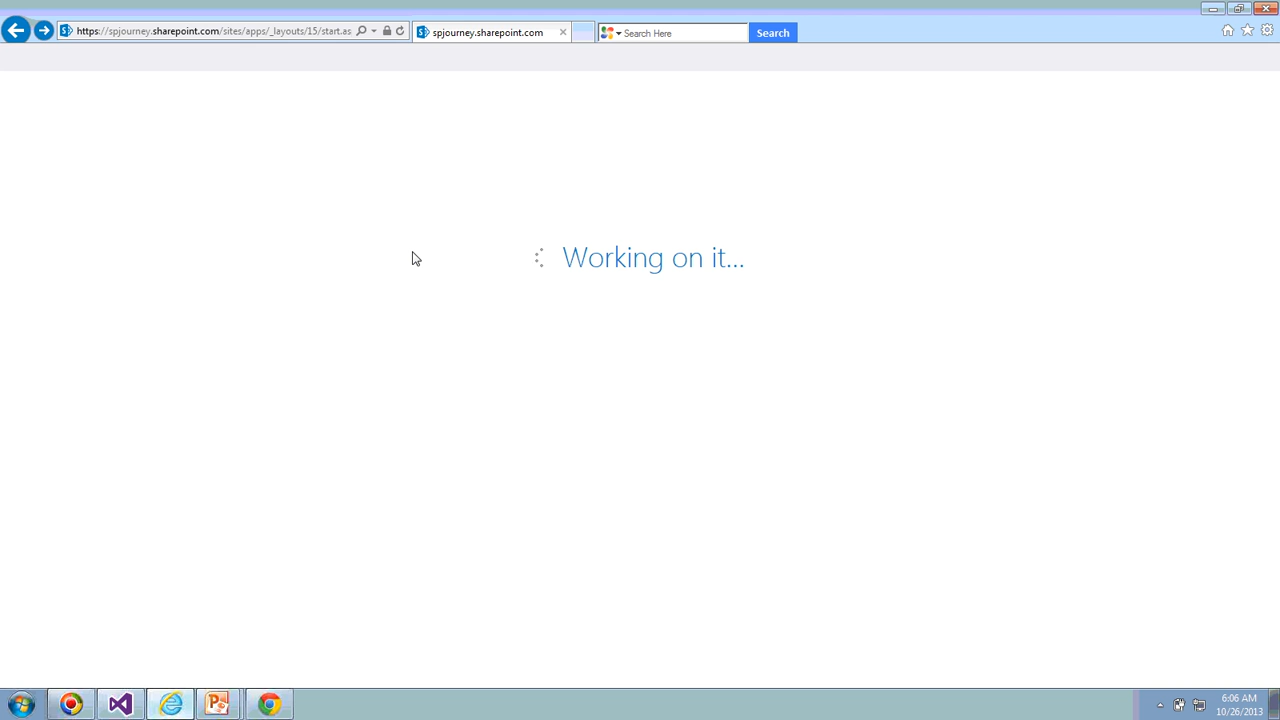 https://spjourney.sharepoint.com/sites/apps/_layouts/15/start.as
spjourney.sharepoint.com
Search Here
Search
Working on it...
6:06 AM
10/26/2013